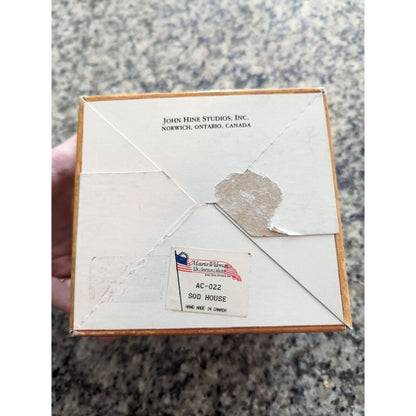 JOHN HINE STUDIOS, INC.
NORWICH, ONTARIO, CANADA
AC-022
SOD HOUSE
HAND MADE IN CANADA